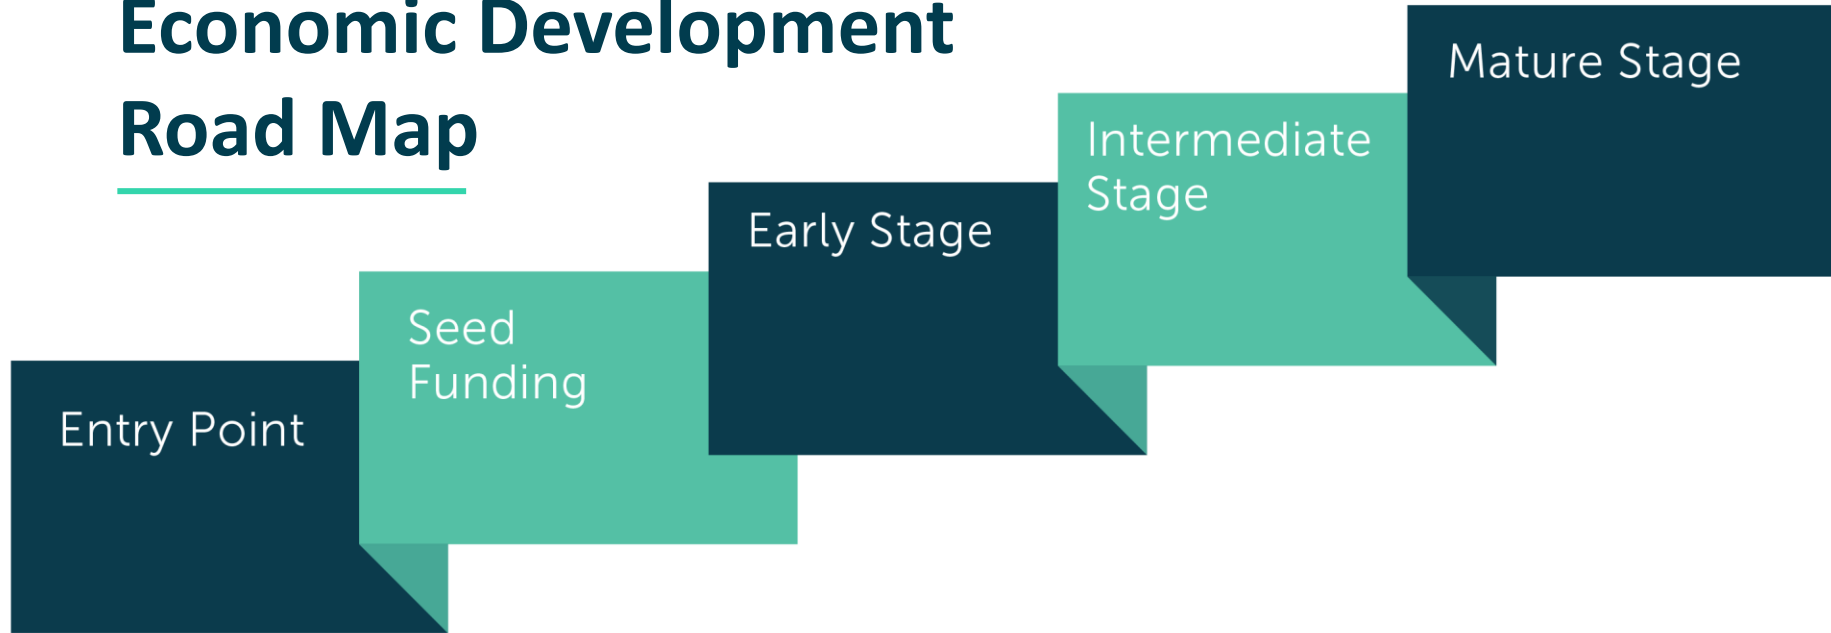 Economic Development
Road Map
Mature Stage
Intermediate
Stage
Early Stage
Seed
Funding
Entry Point